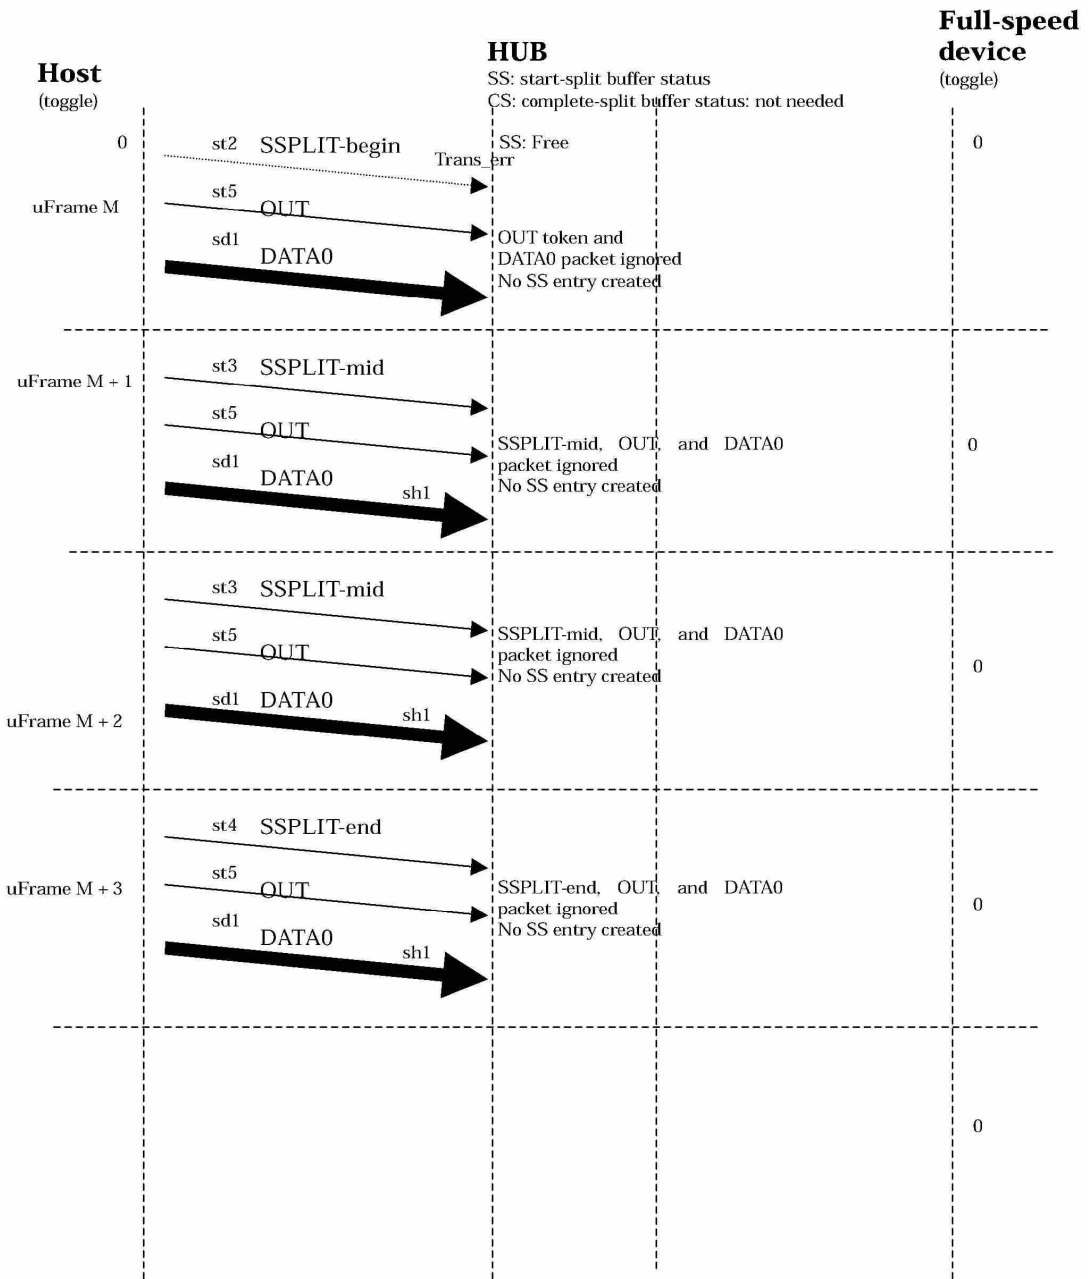 Full-speed
device
(toggle)
HUB
SS: start-split buffer status
CS: complete-split buffer status: not needed
Host
(toggle)
0
st2 SSPLIT-begin
SS: Free
0
Trans_err
uFrame M
st5
OUT
sd1
DATA0
OUT token and
DATA0 packet ignored
No SS entry created
uFrame M + 1
st3 SSPLIT-mid
st5
OUT
sd1
DATA0
sh1
SSPLIT-mid, OUT, and DATA0
packet ignored
No SS entry created
0
st3 SSPLIT-mid
st5
OUT
sd1 DATA0
sh1
SSPLIT-mid, OUT, and DATA0
packet ignored
No SS entry created
0
uFrame M + 2
st4 SSPLIT-end
st5
OUT
uFrame M + 3
sd1
DATA0
sh1
SSPLIT-end, OUT, and DATA0
packet ignored
No SS entry created
0
0